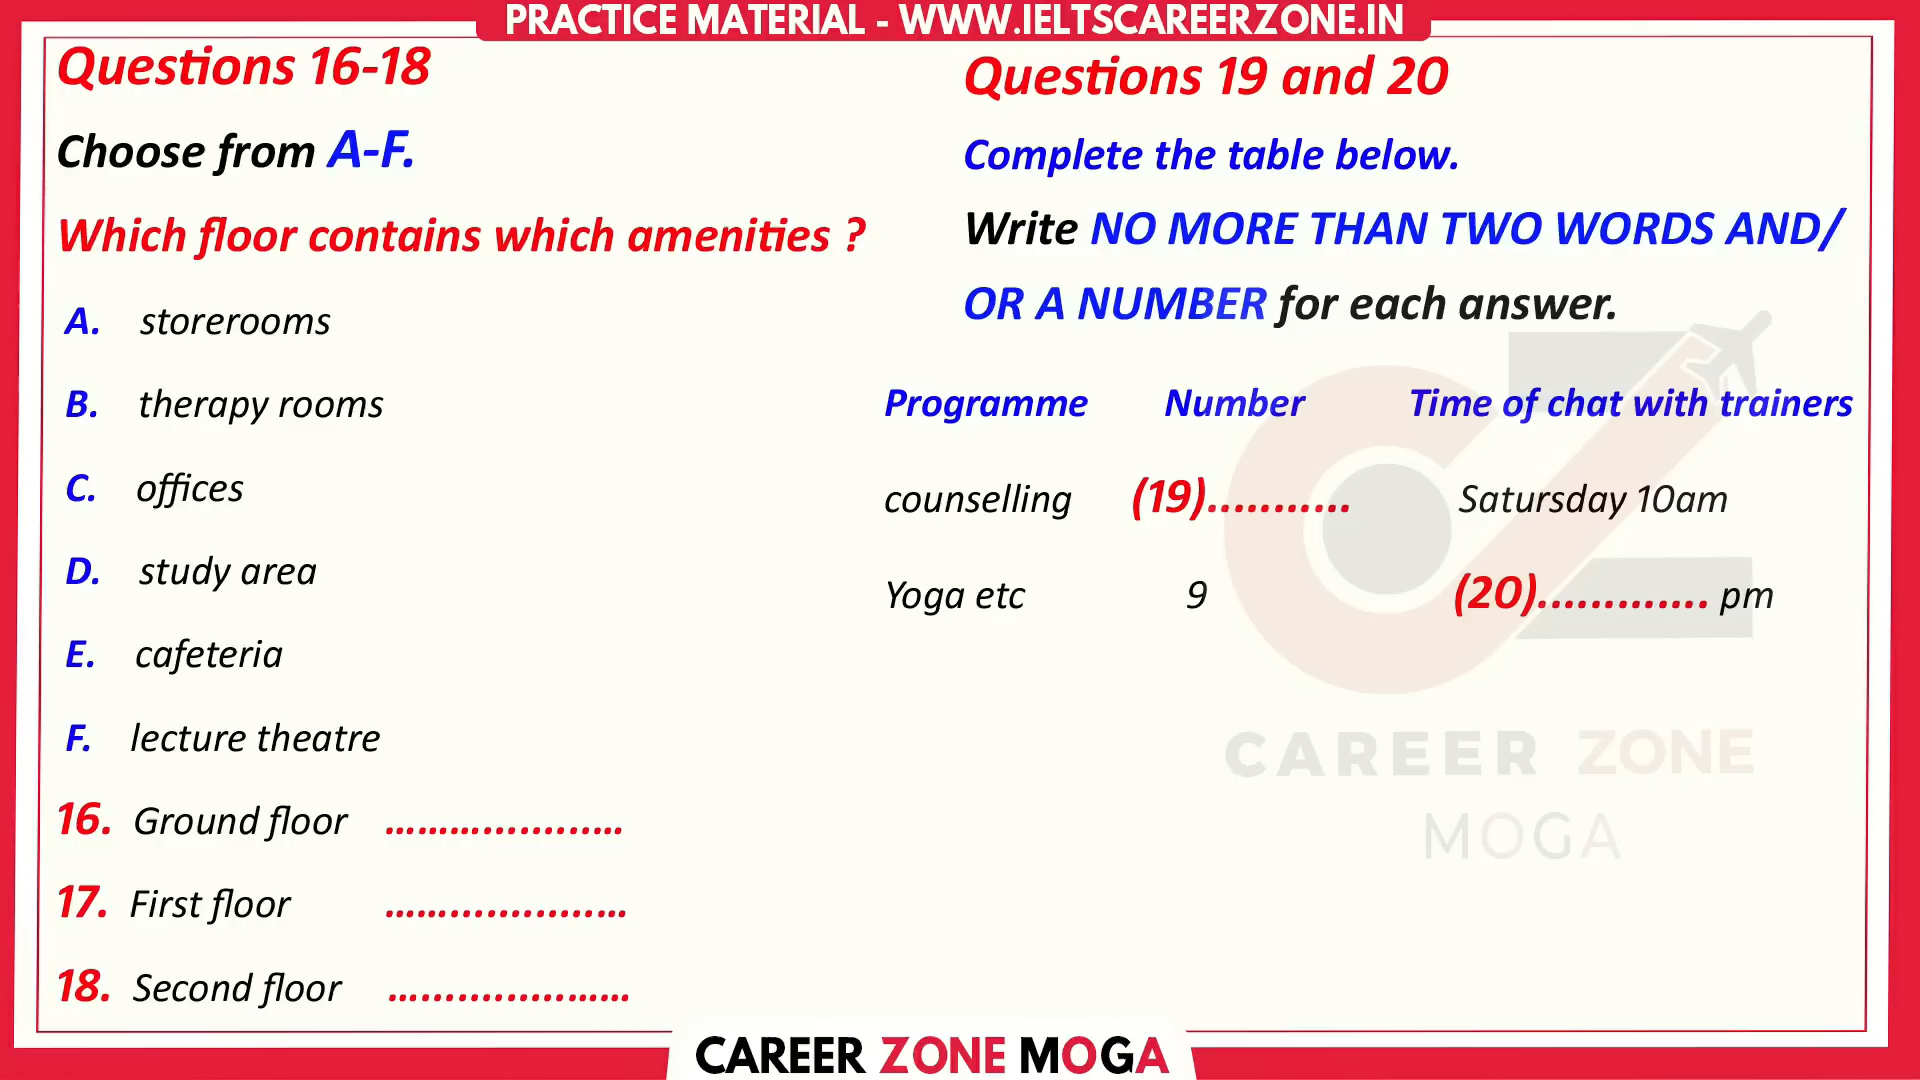 PRACTICE MATERIAL - WWW.IELTSCAREERZONE.IN
Questions 16-18
Choose from A-F.
Which floor contains which amenities ?
A. storerooms
B. therapy rooms
C. offices
D. study area
E. cafeteria
F. lecture theatre
16. Ground floor .....................
17. First floor .....................
18. Second floor .....................
Questions 19 and 20
Complete the table below.
Write NO MORE THAN TWO WORDS AND/
OR A NUMBER for each answer.
Programme Number Time of chat with trainers
counselling (19)........... Satursday 10am
Yoga etc 9 (20)............. pm
CAREER ZONE
MOGA
CAREER ZONE MOGA